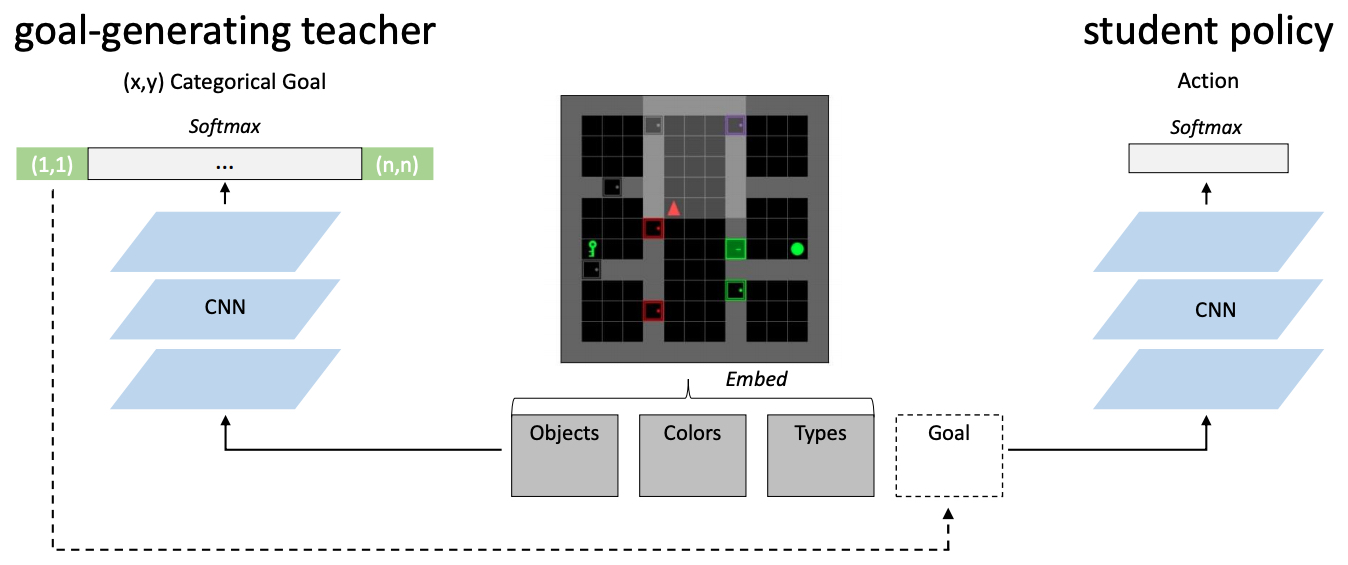 goal-generating teacher
student policy
(x,y) Categorical Goal
Action
Softmax
Softmax
(1,1)
...
(n,n)
CNN
CNN
Embed
Objects
Colors
Types
Goal